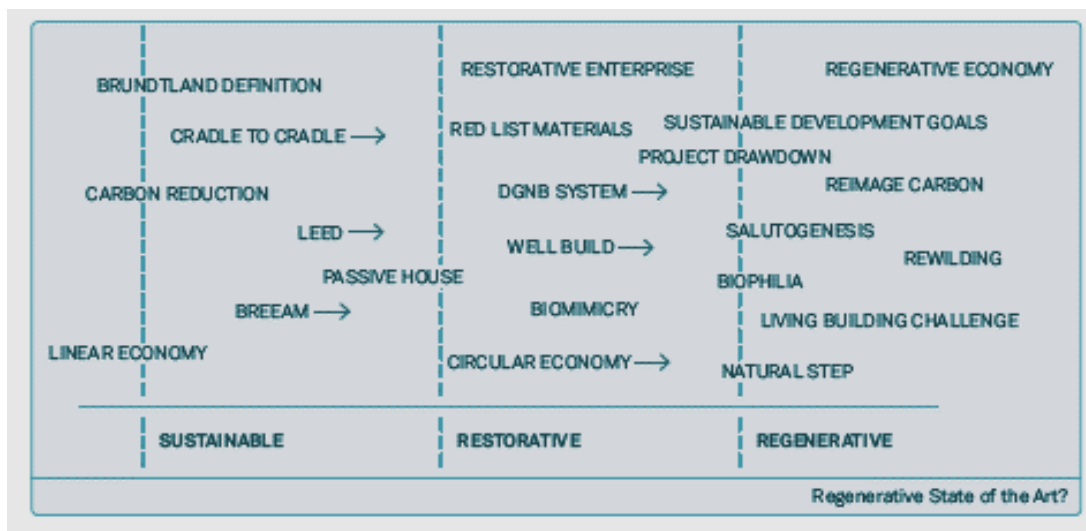 RESTORATIVE ENTERPRISE
REGENERATIVE ECONOMY
BRUNDTLAND DEFINITION
CRADLE TO CRADLE →
RED LIST MATERIALS
SUSTAINABLE DEVELOPMENT GOALS
PROJECT DRAWDOWN
CARBON REDUCTION
DGNB SYSTEM →
REIMAGE CARBON
LEED →
WELL BUILD →
SALUTOGENESIS
REWILDING
PASSIVE HOUSE
BIOPHILIA
BREEAM →
BIOMIMICRY
LIVING BUILDING CHALLENGE
LINEAR ECONOMY
CIRCULAR ECONOMY →
NATURAL STEP
SUSTAINABLE
RESTORATIVE
REGENERATIVE
Regenerative State of the Art?